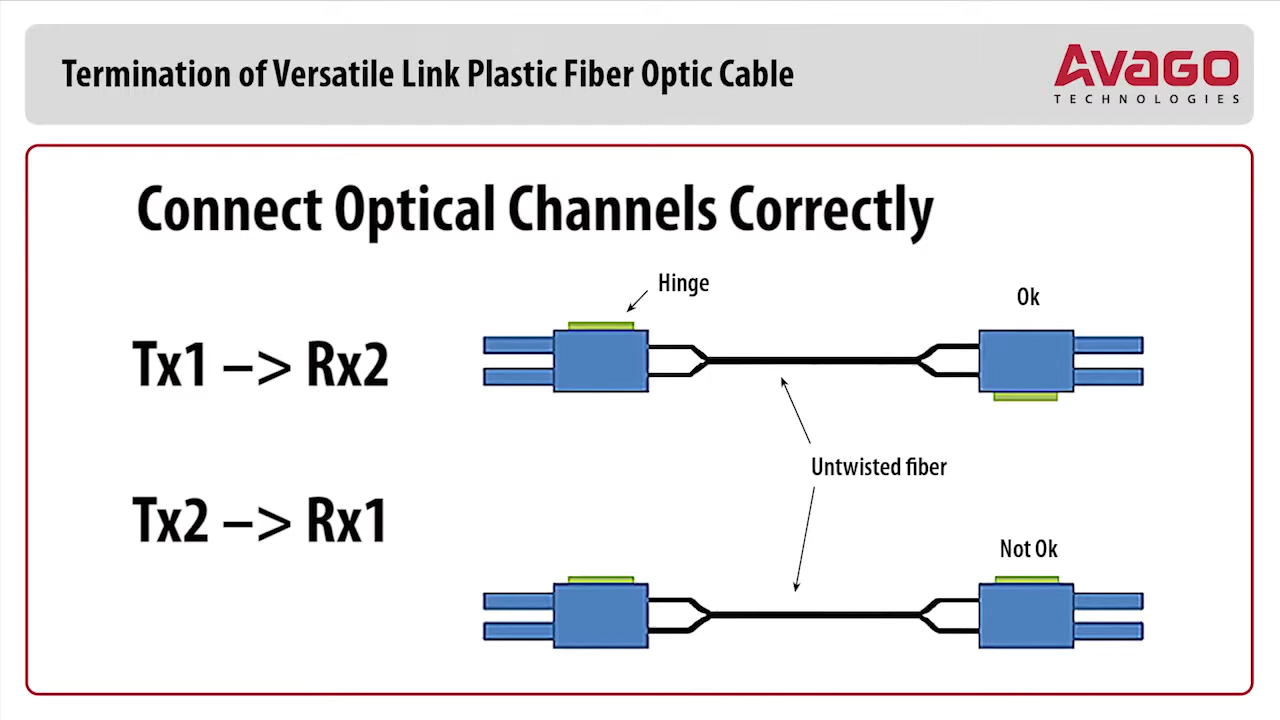 Termination of Versatile Link Plastic Fiber Optic Cable
AVAGO
TECHNOLOGIES
Connect Optical Channels Correctly
Hinge
Ok
Tx1 –> Rx2
Untwisted fiber
Tx2 –> Rx1
Not Ok